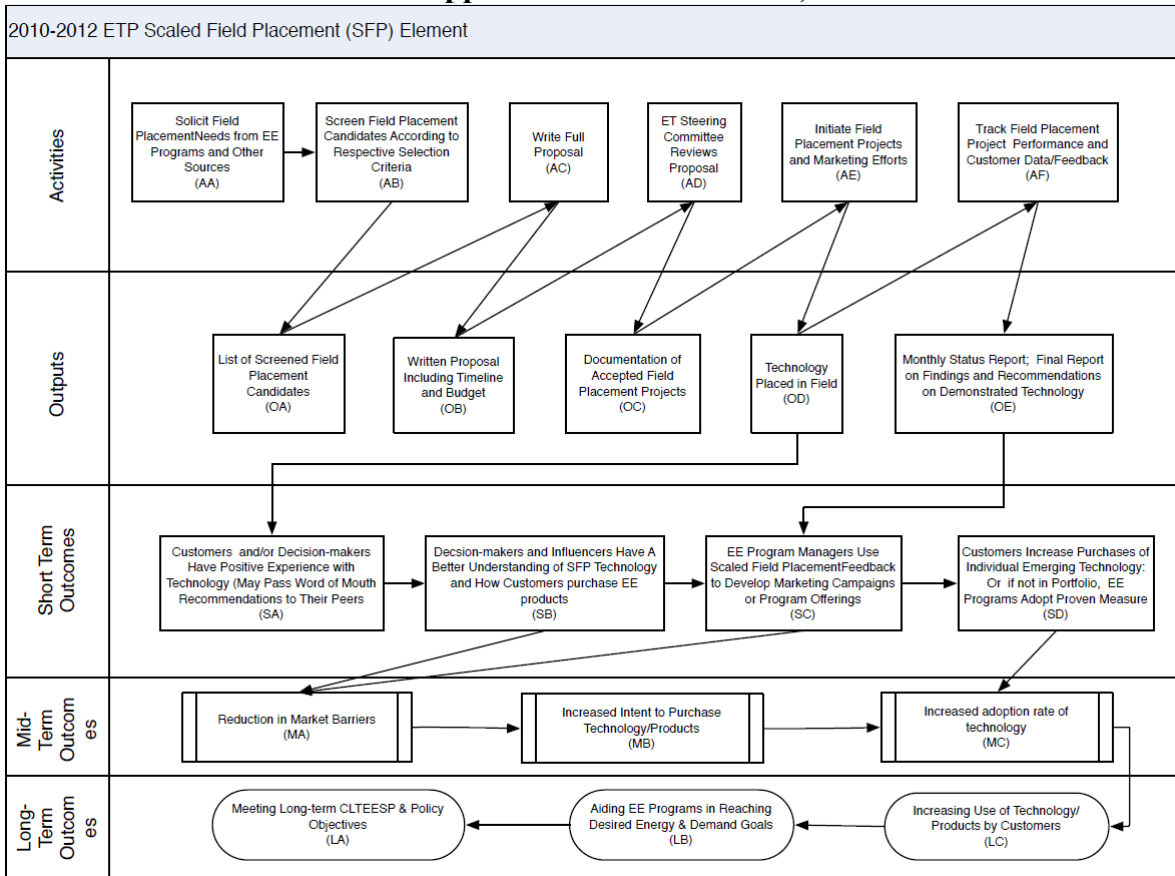 2010-2012 ETP Scaled Field Placement (SFP) Element
Activities
Solicit Field
PlacementNeeds from EE
Programs and Other
Sources
(AA)
Screen Field Placement
Candidates According to
Respective Selection
Criteria
(AB)
Write Full
Proposal
(AC)
ET Steering
Committee
Reviews
Proposal
(AD)
Initiate Field
Placement Projects
and Marketing Efforts
(AE)
Track Field Placement
Project Performance and
Customer Data/Feedback
(AF)
Outputs
List of Screened Field
Placement
Candidates
(OA)
Written Proposal
Including Timeline
and Budget
(OB)
Documentation of
Accepted Field
Placement Projects
(OC)
Technology
Placed in Field
(OD)
Monthly Status Report; Final Report
on Findings and Recommendations
on Demonstrated Technology
(OE)
Short Term
Outcomes
Customers and/or Decision-makers
Have Positive Experience with
Technology (May Pass Word of Mouth
Recommendations to Their Peers
(SA)
Decsion-makers and Influencers Have A
Better Understanding of SFP Technology
and How Customers purchase EE
products
(SB)
EE Program Managers Use
Scaled Field PlacementFeedback
to Develop Marketing Campaigns
or Program Offerings
(SC)
Customers Increase Purchases of
Individual Emerging Technology:
Or if not in Portfolio, EE
Programs Adopt Proven Measure
(SD)
Mid-
Term
Outcom
es
Reduction in Market Barriers
(MA)
Increased Intent to Purchase
Technology/Products
(MB)
Increased adoption rate of
technology
(MC)
Long-
Term
Outcom
es
Meeting Long-term CLTEESP & Policy
Objectives
(LA)
Aiding EE Programs in Reaching
Desired Energy & Demand Goals
(LB)
Increasing Use of Technology/
Products by Customers
(LC)